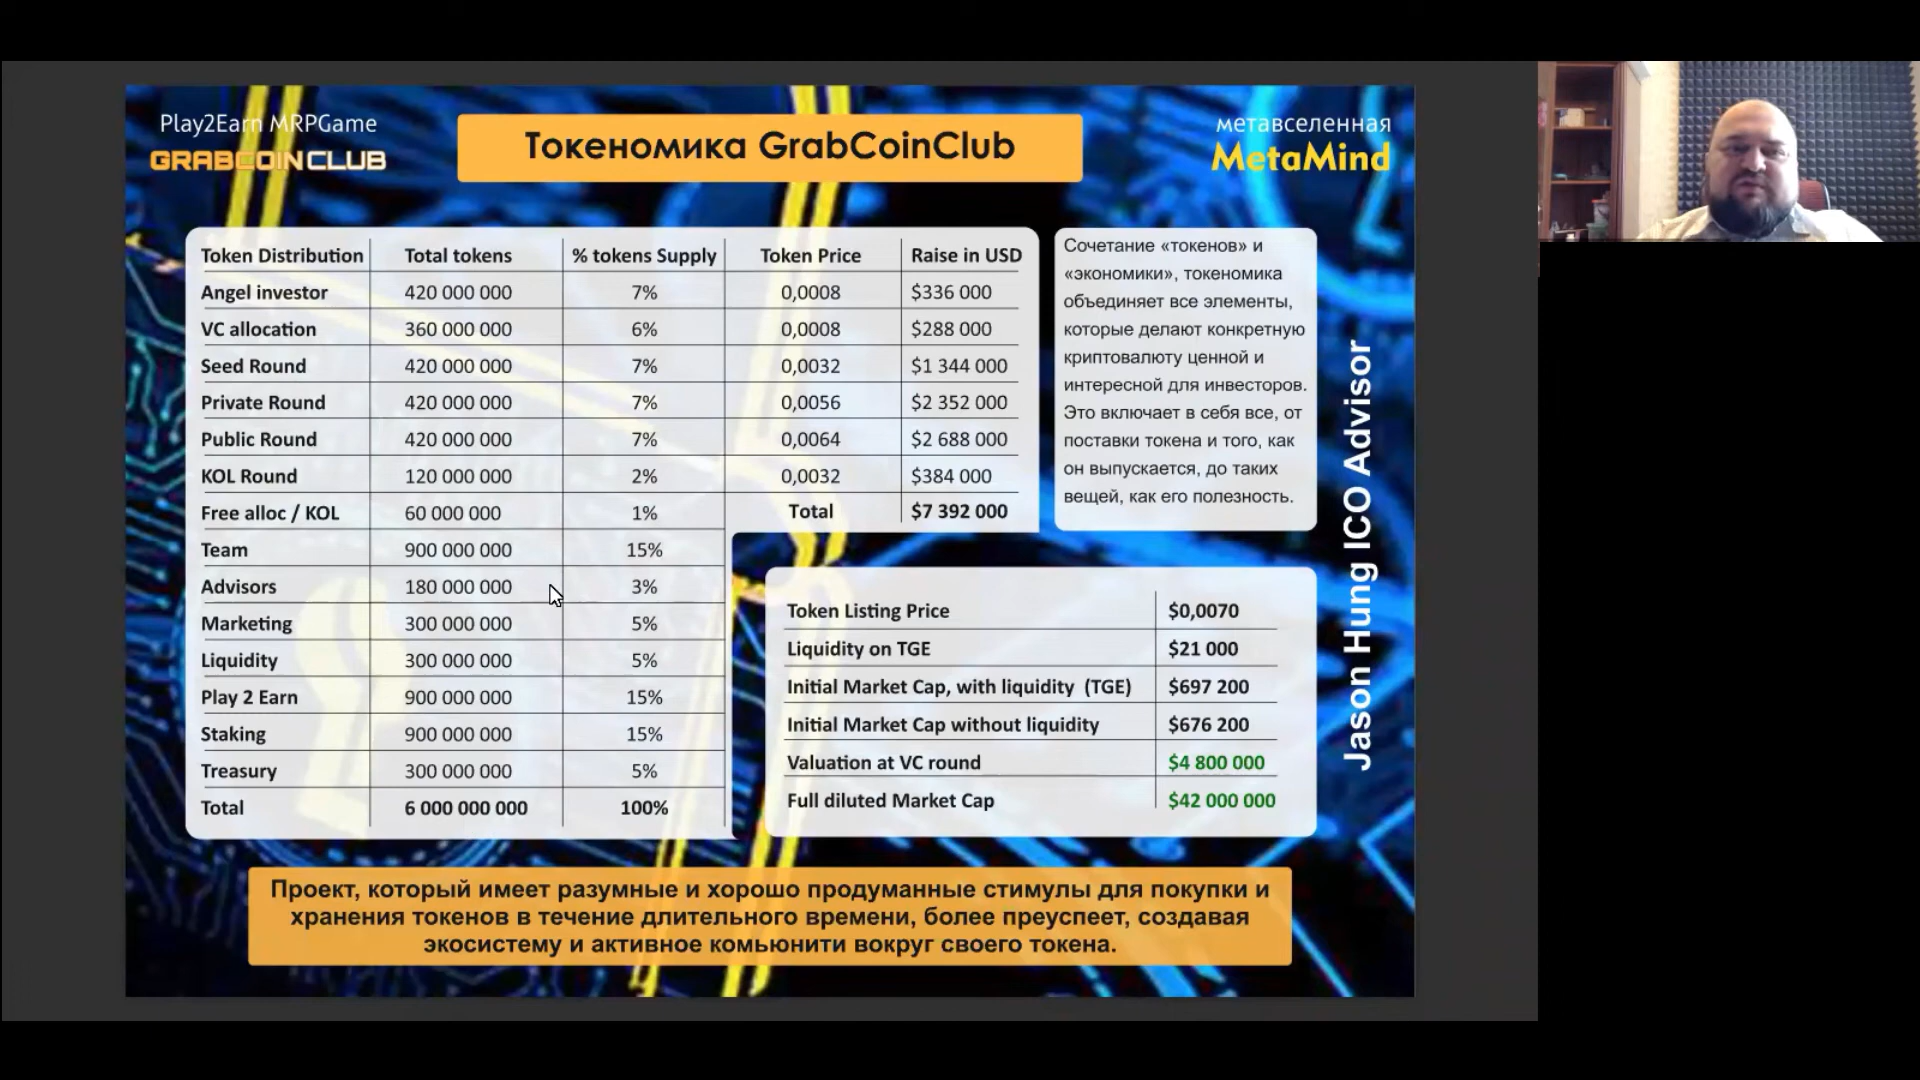 Play2Earn MRPGame
GRABCOINCLUB
Токеномика GrabCoinClub
метавселенная
MetaMind
Token Distribution Total tokens % tokens Supply Token Price Raise in USD
Angel investor 420 000 000 7% 0,0008 $336 000
VC allocation 360 000 000 6% 0,0008 $288 000
Seed Round 420 000 000 7% 0,0032 $1 344 000
Private Round 420 000 000 7% 0,0056 $2 352 000
Public Round 420 000 000 7% 0,0064 $2 688 000
KOL Round 120 000 000 2% 0,0032 $384 000
Free alloc / KOL 60 000 000 1% Total $7 392 000
Team 900 000 000 15%
Advisors 180 000 000 3%
Marketing 300 000 000 5%
Liquidity 300 000 000 5%
Play 2 Earn 900 000 000 15%
Staking 900 000 000 15%
Treasury 300 000 000 5%
Total 6 000 000 000 100%
Сочетание «токенов» и
«экономики», токеномика
объединяет все элементы,
которые делают конкретную
криптовалюту ценной и
интересной для инвесторов.
Это включает в себя все, от
поставки токена и того, как
он выпускается, до таких
вещей, как его полезность.
Token Listing Price $0,0070
Liquidity on TGE $21 000
Initial Market Cap, with liquidity (TGE) $697 200
Initial Market Cap without liquidity $676 200
Valuation at VC round $4 800 000
Full diluted Market Cap $42 000 000
Jason Hung ICO Advisor
Проект, который имеет разумные и хорошо продуманные стимулы для покупки и
хранения токенов в течение длительного времени, более преуспеет, создавая
экосистему и активное комьюнити вокруг своего токена.